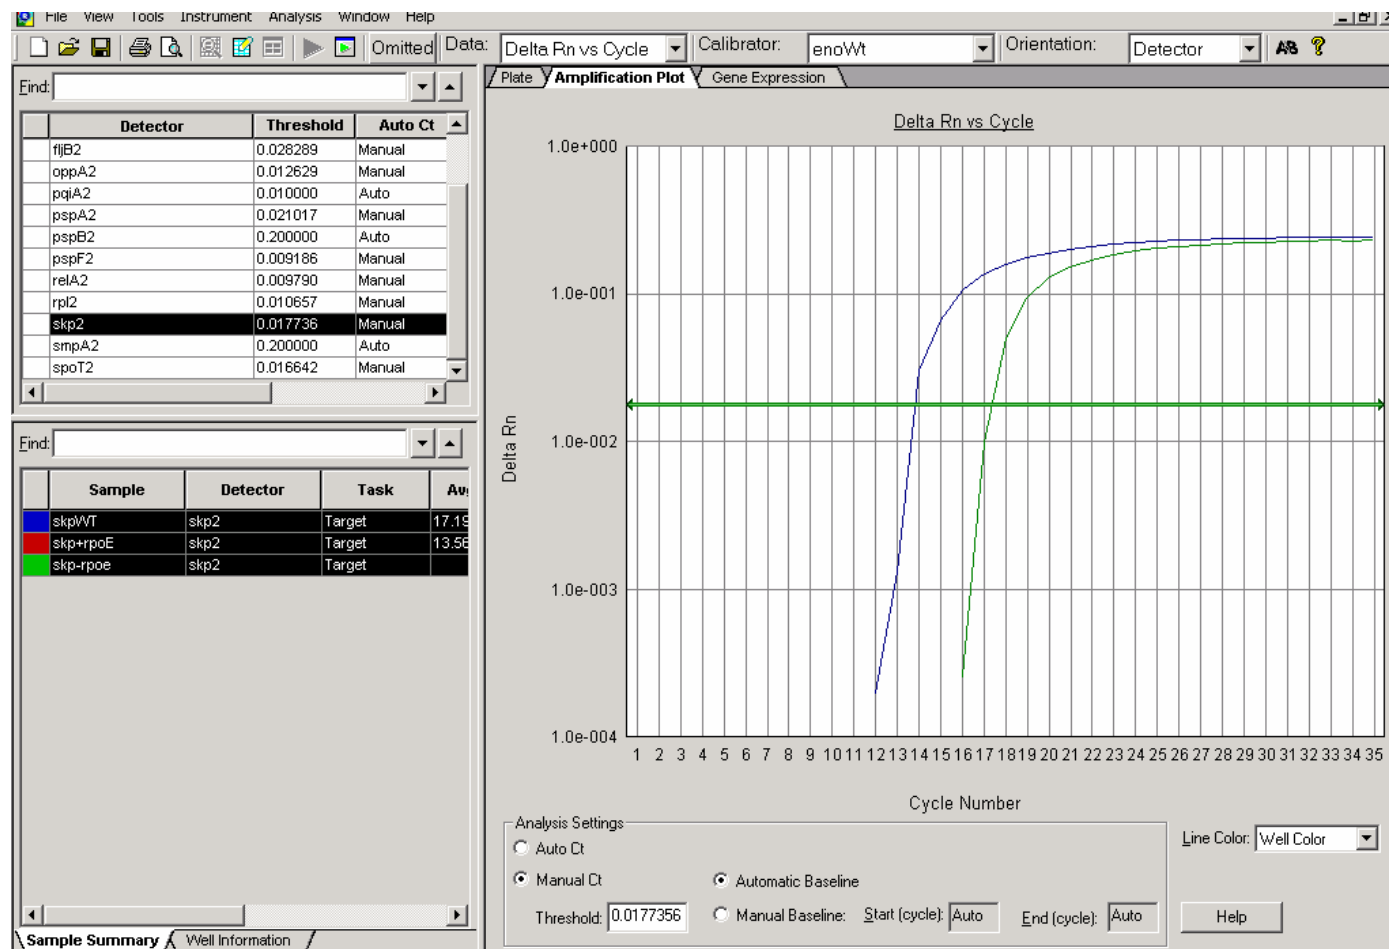 File View Tools Instrument Analysis Window Help
Omitted Data: Delta Rn vs Cycle Calibrator: enoWt Orientation: Detector
Find:
Detector Threshold Auto Ct
fljB2 0.028289 Manual
oppA2 0.012629 Manual
pqiA2 0.010000 Auto
pspA2 0.021017 Manual
pspB2 0.200000 Auto
pspF2 0.009186 Manual
relA2 0.009790 Manual
rpl2 0.010657 Manual
skp2 0.017736 Manual
smpA2 0.200000 Auto
spoT2 0.016642 Manual
Find:
Sample Detector Task
skpWT skp2 Target 17.19
skp+rpoE skp2 Target 13.56
skp-rpoe skp2 Target
Sample Summary Well Information
Plate Amplification Plot Gene Expression
Delta Rn vs Cycle
1.0e+000
1.0e-001
1.0e-002
1.0e-003
1.0e-004
Delta Rn
1 2 3 4 5 6 7 8 9 10 11 12 13 14 15 16 17 18 19 20 21 22 23 24 25 26 27 28 29 30 31 32 33 34 35
Cycle Number
Analysis Settings
Auto Ct
Manual Ct
Threshold: 0.0177356
Automatic Baseline
Manual Baseline: Start (cycle): Auto End (cycle): Auto
Line Color: Well Color
Help